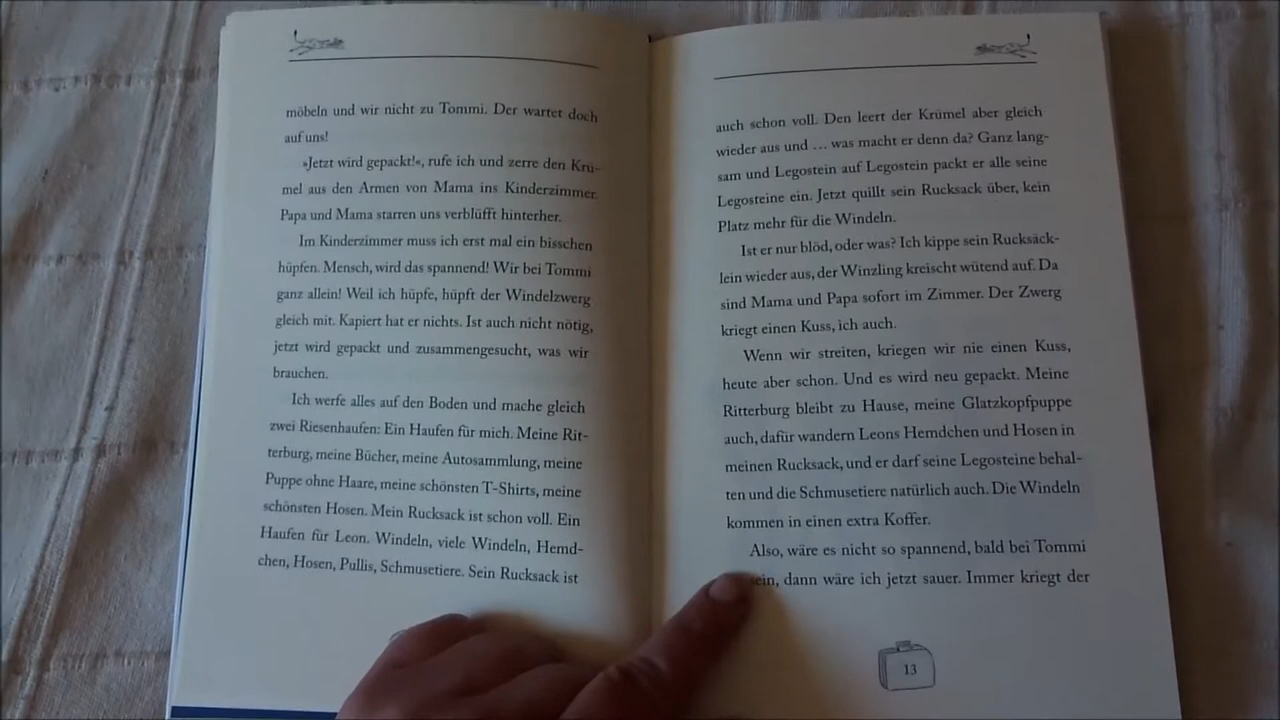 möbeln und wir nicht zu Tommi. Der wartet doch
auf uns!
»Jetzt wird gepackt!«, rufe ich und zerre den Krü-
mel aus den Armen von Mama ins Kinderzimmer.
Papa und Mama starren uns verblüfft hinterher.
Im Kinderzimmer muss ich erst mal ein bisschen
hüpfen. Mensch, wird das spannend! Wir bei Tommi
ganz allein! Weil ich hüpfe, hüpft der Windelzwerg
gleich mit. Kapiert hat er nichts. Ist auch nicht nötig,
jetzt wird gepackt und zusammengesucht, was wir
brauchen.
Ich werfe alles auf den Boden und mache gleich
zwei Riesenhaufen: Ein Haufen für mich. Meine Rit-
terburg, meine Bücher, meine Autosammlung, meine
Puppe ohne Haare, meine schönsten T-Shirts, meine
schönsten Hosen. Mein Rucksack ist schon voll. Ein
Haufen für Leon. Windeln, viele Windeln, Hemd-
chen, Hosen, Pullis, Schmusetiere. Sein Rucksack ist
auch schon voll. Den leert der Krümel aber gleich
wieder aus und … was macht er denn da? Ganz lang-
sam und Legostein auf Legostein packt er alle seine
Legosteine ein. Jetzt quillt sein Rucksack über, kein
Platz mehr für die Windeln.
Ist er nur blöd, oder was? Ich kippe sein Rucksäck-
lein wieder aus, der Winzling kreischt wütend auf. Da
sind Mama und Papa sofort im Zimmer. Der Zwerg
kriegt einen Kuss, ich auch.
Wenn wir streiten, kriegen wir nie einen Kuss,
heute aber schon. Und es wird neu gepackt. Meine
Ritterburg bleibt zu Hause, meine Glatzkopfpuppe
auch, dafür wandern Leons Hemdchen und Hosen in
meinen Rucksack, und er darf seine Legosteine behal-
ten und die Schmusetiere natürlich auch. Die Windeln
kommen in einen extra Koffer.
Also, wäre es nicht so spannend, bald bei Tommi
sein, dann wäre ich jetzt sauer. Immer kriegt der
13